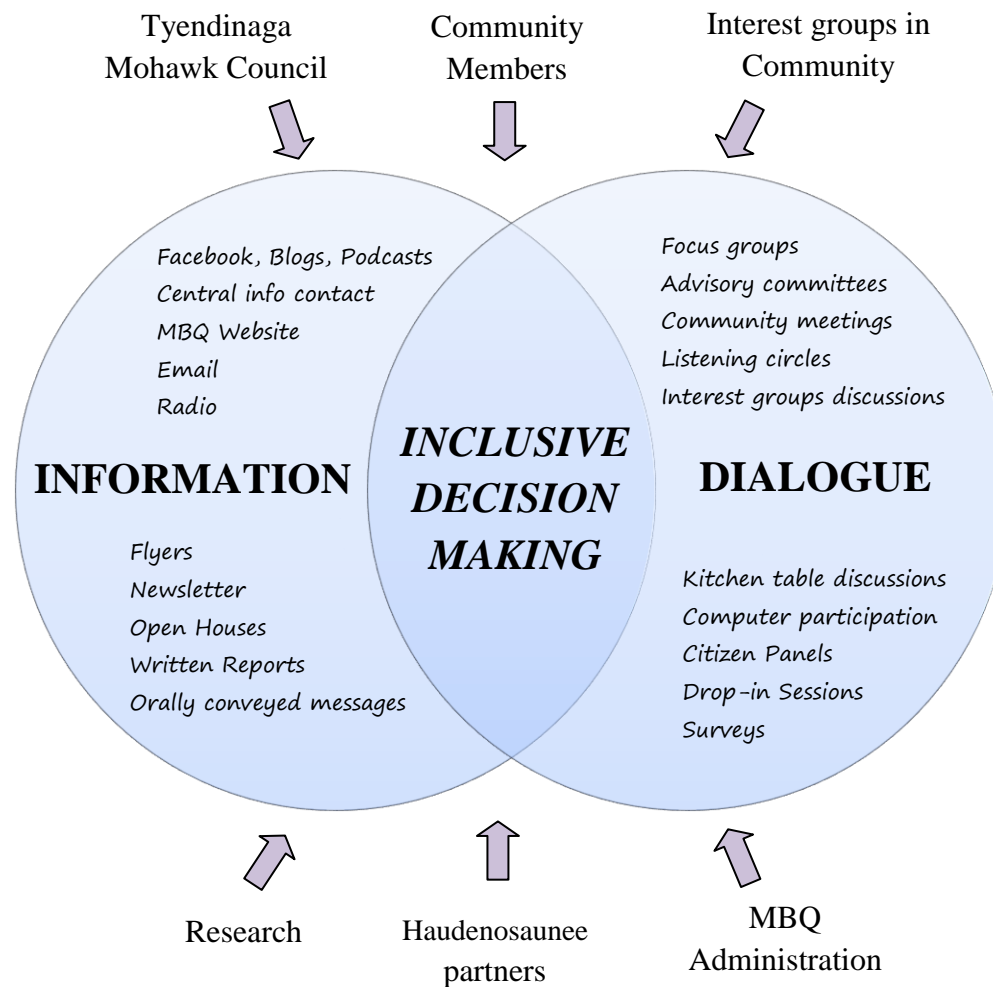 Tyendinaga
Mohawk Council
Community
Members
Interest groups in
Community
Facebook, Blogs, Podcasts
Central info contact
MBQ Website
Email
Radio
INFORMATION
Flyers
Newsletter
Open Houses
Written Reports
Orally conveyed messages
INCLUSIVE
DECISION
MAKING
Focus groups
Advisory committees
Community meetings
Listening circles
Interest groups discussions
DIALOGUE
Kitchen table discussions
Computer participation
Citizen Panels
Drop-in Sessions
Surveys
Research
Haudenosaunee
partners
MBQ
Administration